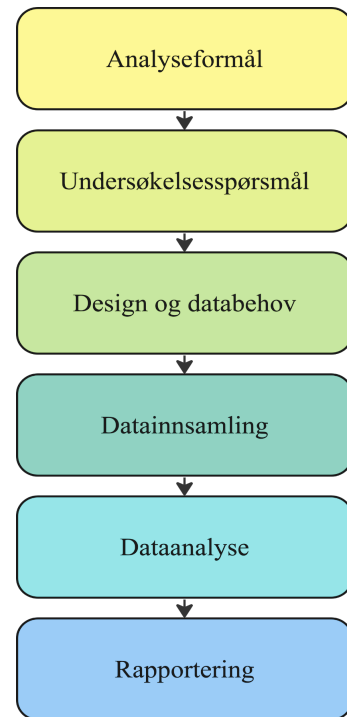 Analyseformål
Undersøkelsesspørsmål
Design og databehov
Datainnsamling
Dataanalyse
Rapportering